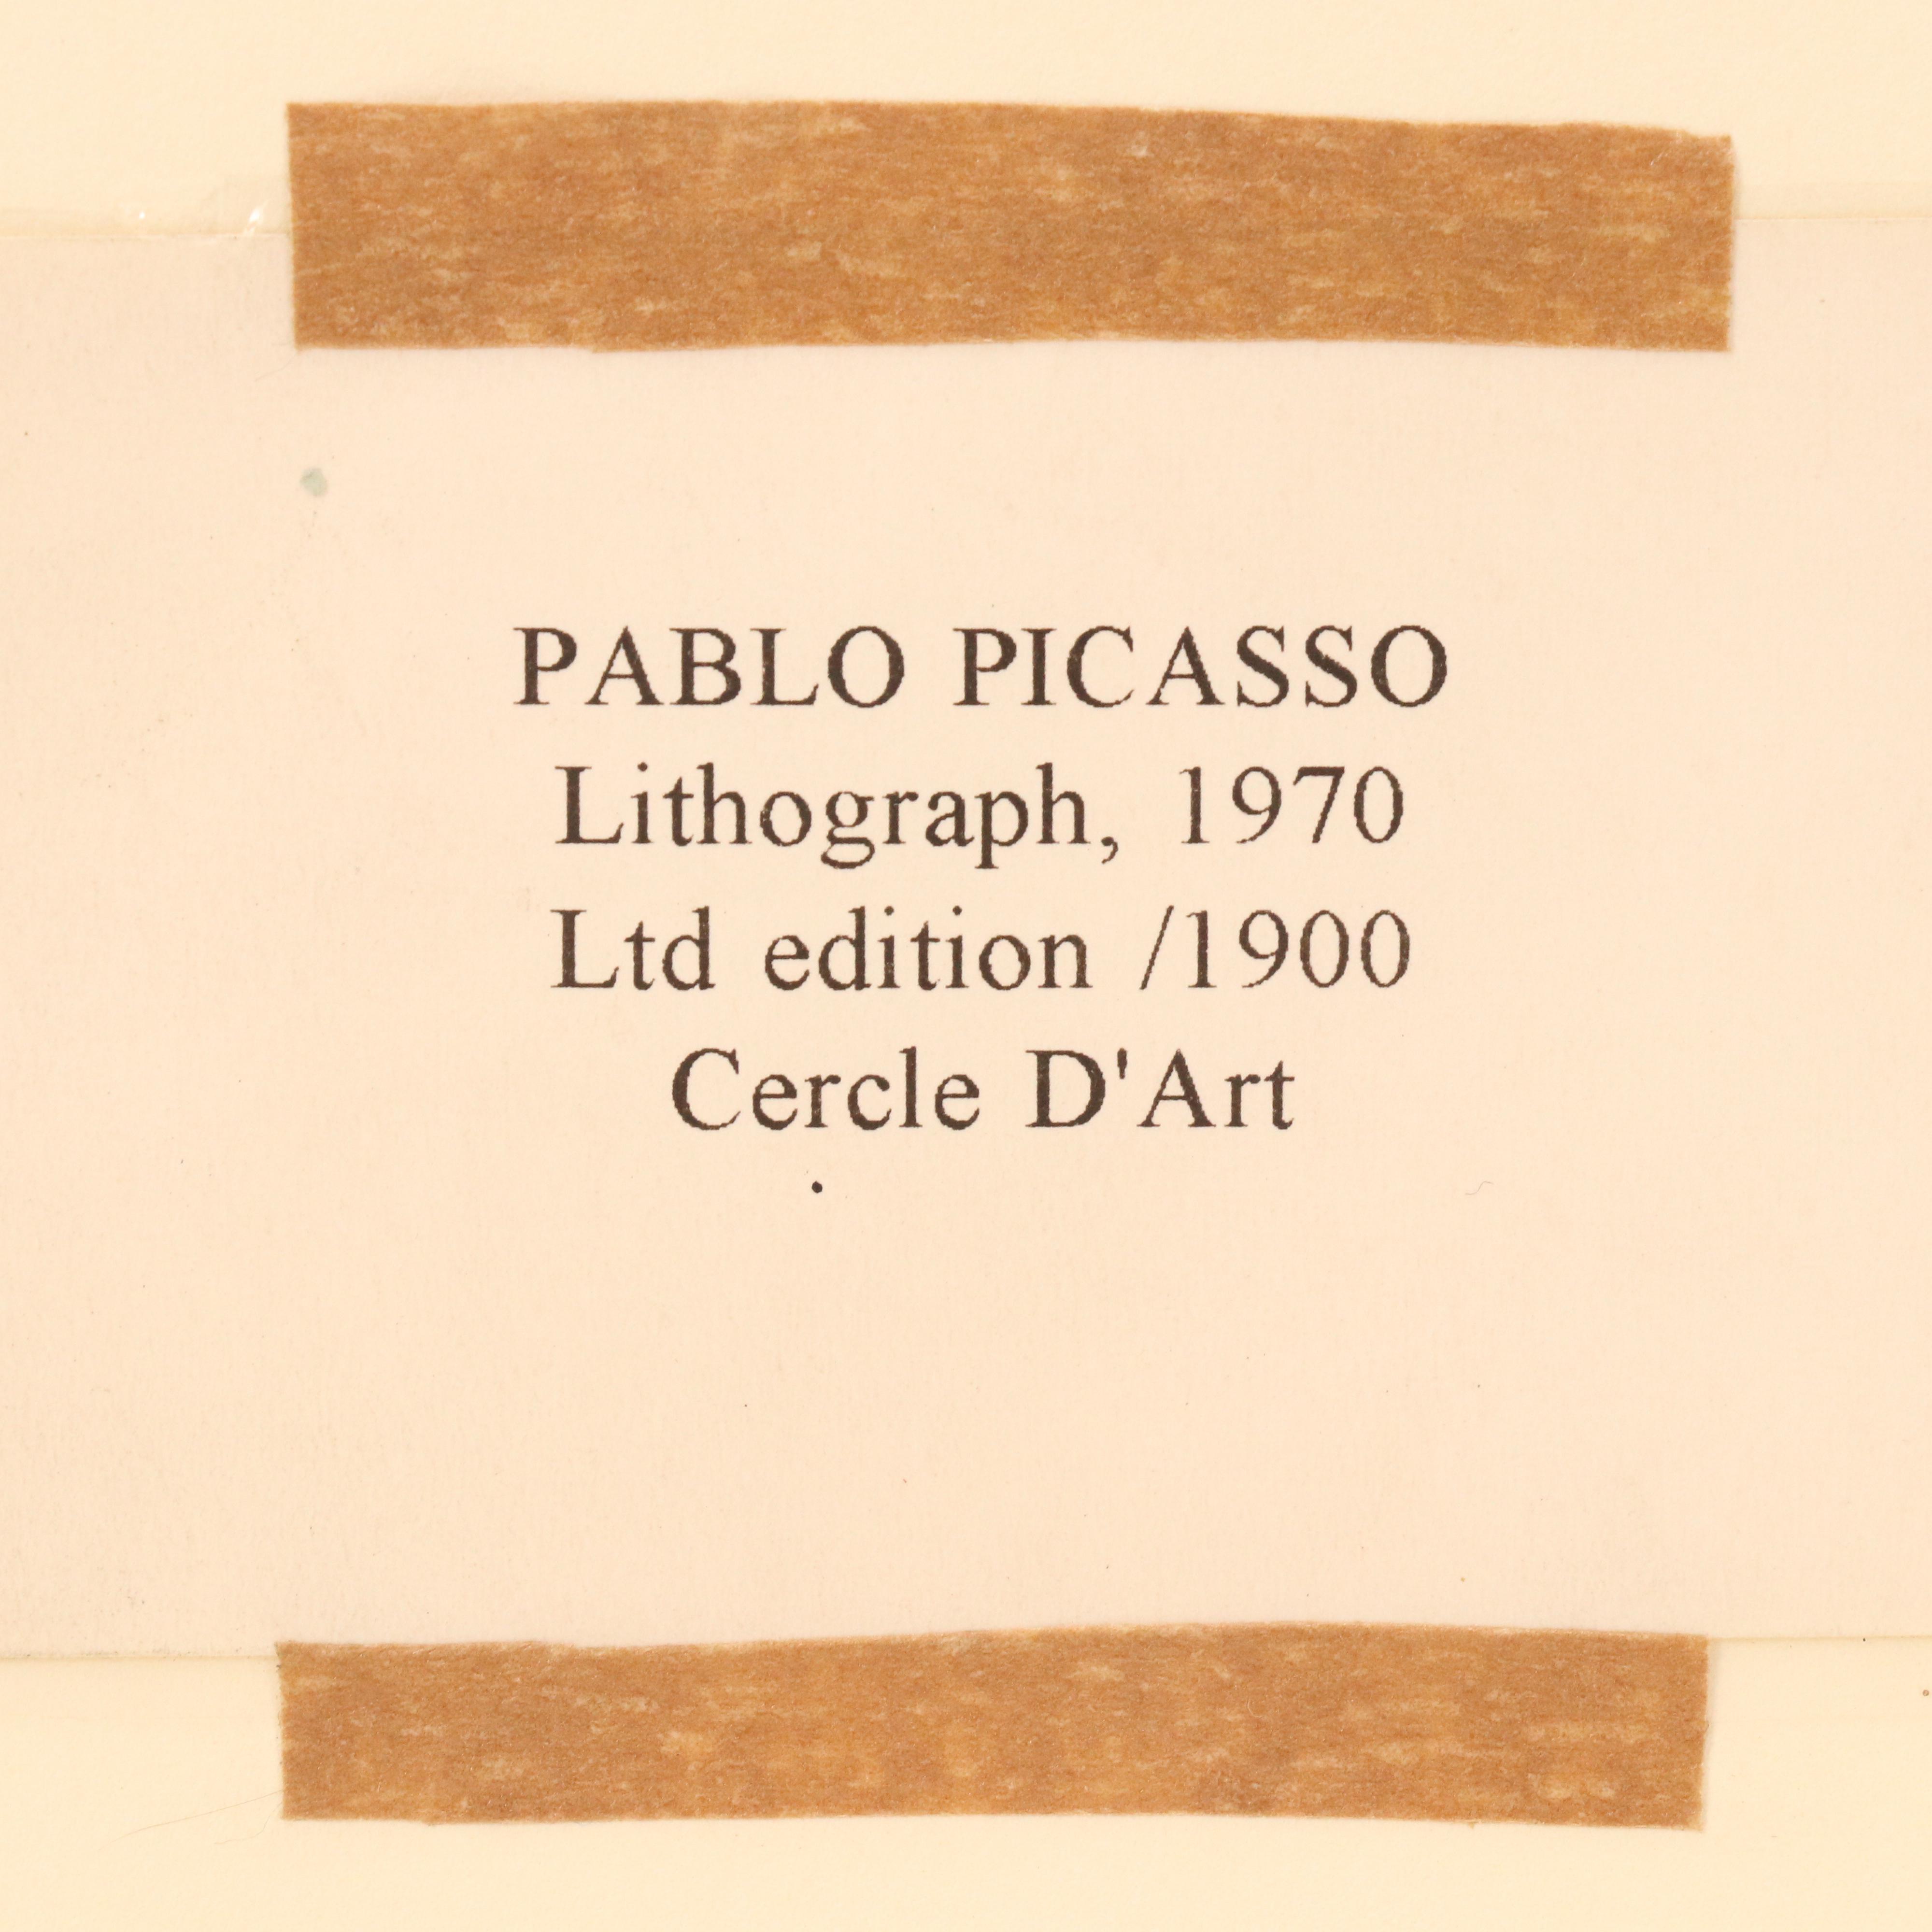 PABLO PICASSO
Lithograph, 1970
Ltd edition /1900
Cercle D'Art